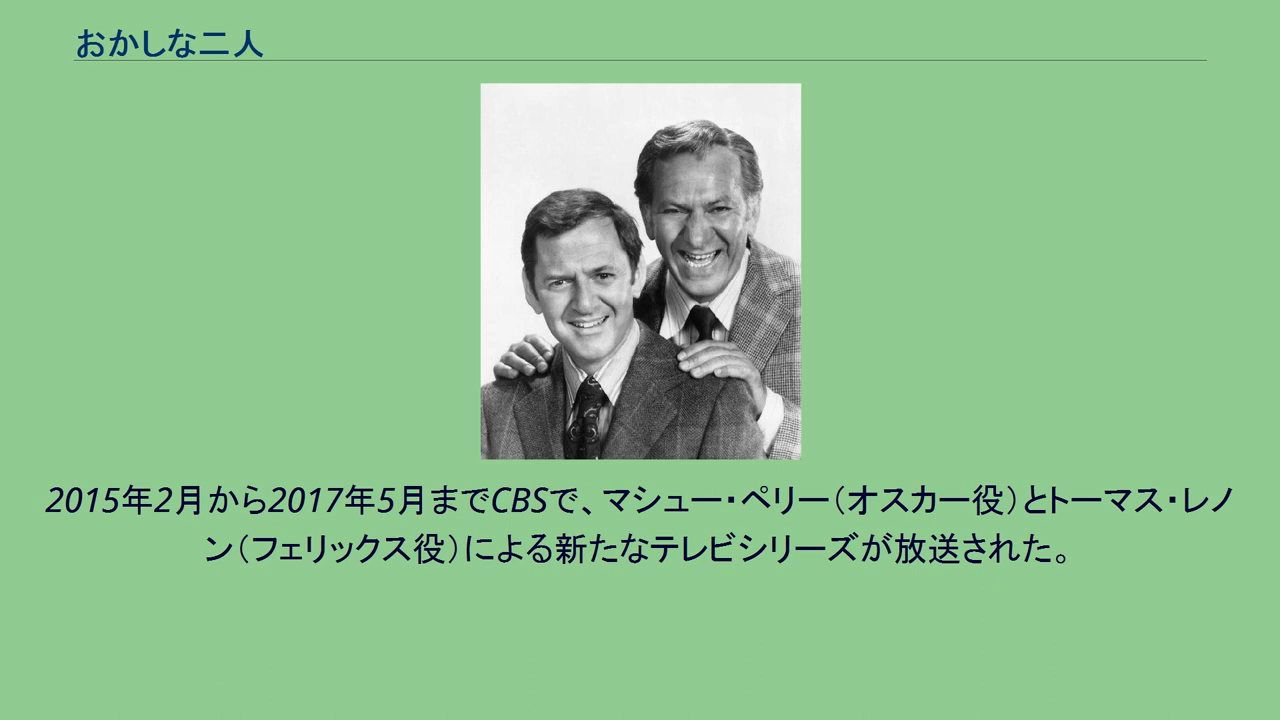 おかしな二人
2015年2月から2017年5月までCBSで、マシュー・ペリー（オスカー役）とトーマス・レノ
ン（フェリックス役）による新たなテレビシリーズが放送された。